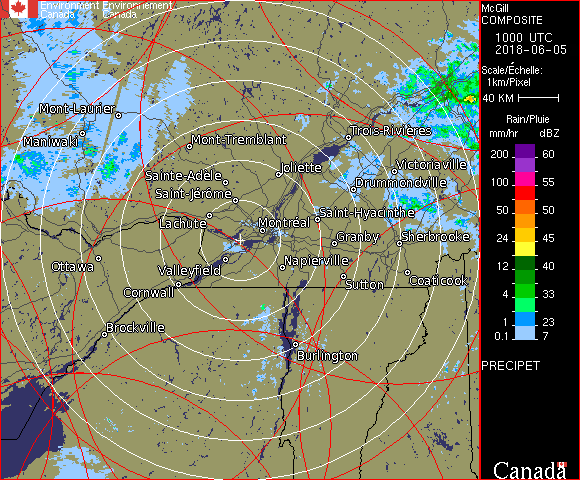 Environment Environnement
Canada Canada
McGill
COMPOSITE
1000 UTC
2018-06-05
Scale/Échelle:
1km/Pixel
40 KM
Rain/Pluie
mm/hr dBZ
200 60
100 55
50 50
24 45
12 40
4 33
1 23
0.1 7
PRECIPET
Canada
Mont-Laurier
Maniwaki
Mont-Tremblant
Trois-Rivières
Joliette
Victoriaville
Sainte-Adèle
Drummondville
Saint-Jérôme
Saint-Hyacinthe
Lachute
Montréal
Granby
Sherbrooke
Ottawa
Valleyfield
Napierville
Cornwall
Sutton
Coaticook
Brockville
Burlington